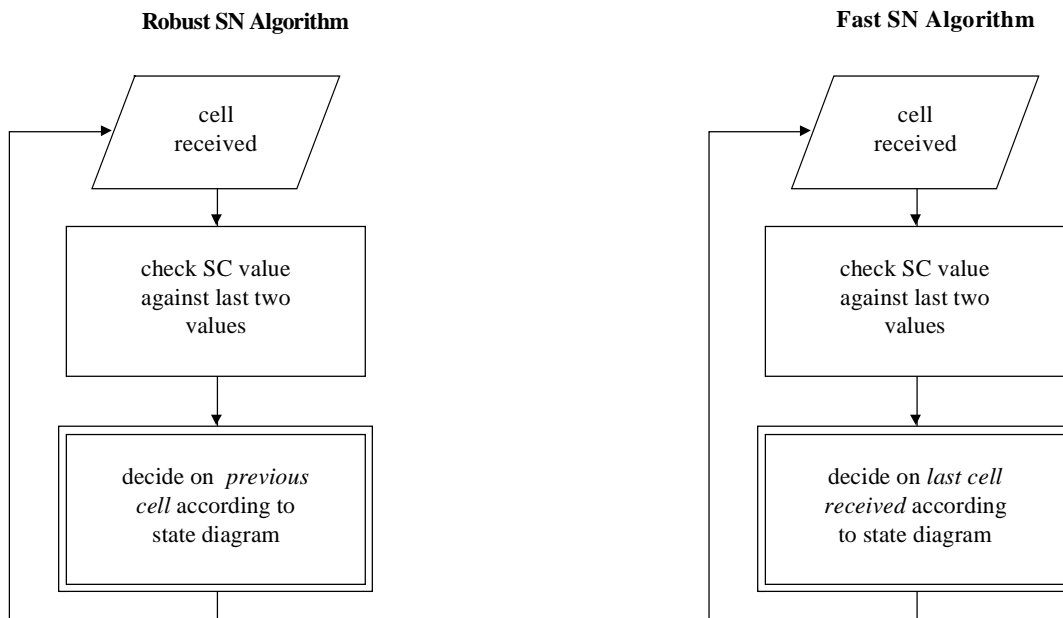 Robust SN Algorithm
cell
received
check SC value
against last two
values
decide on previous
cell according to
state diagram
Fast SN Algorithm
cell
received
check SC value
against last two
values
decide on last cell
received according
to state diagram